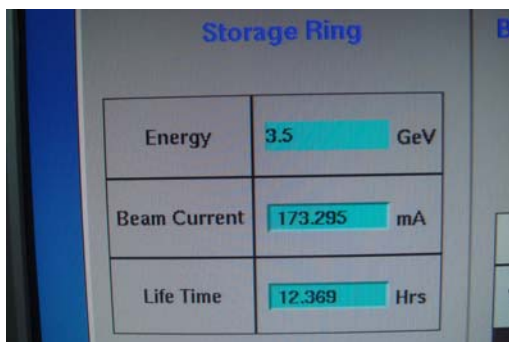 Storage Ring
B
Energy 3.5 GeV
Beam Current 173.295 mA
Life Time 12.369 Hrs